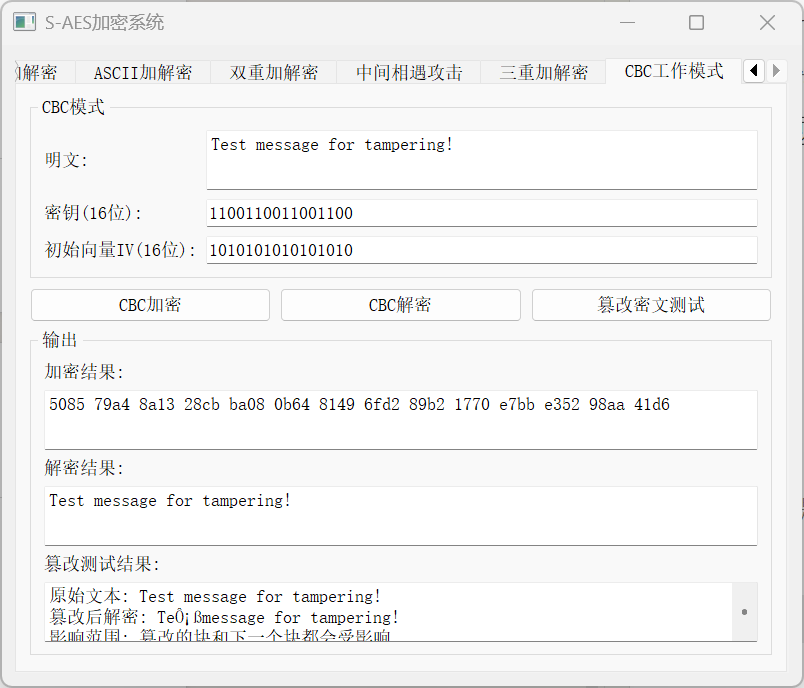 S-AES加密系统
加解密 ASCII加解密 双重加解密 中间相遇攻击 三重加解密 CBC工作模式
CBC模式
明文:
Test message for tampering!
密钥(16位):
1100110011001100
初始向量IV(16位):
1010101010101010
CBC加密 CBC解密 篡改密文测试
输出
加密结果:
5085 79a4 8a13 28cb ba08 0b64 8149 6fd2 89b2 1770 e7bb e352 98aa 41d6
解密结果:
Test message for tampering!
篡改测试结果:
原始文本: Test message for tampering!
篡改后解密: TeÖ¡ßmessage for tampering!
影响范围: 篡改的块和下一个块都会受影响